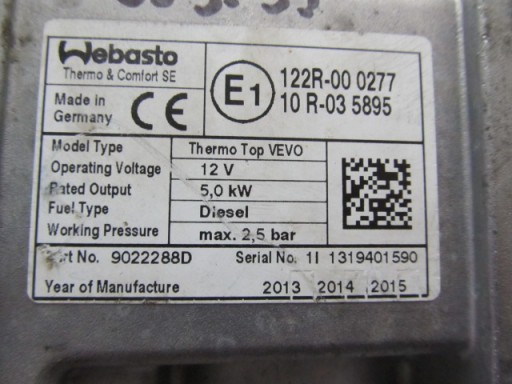 Webasto
Thermo & Comfort SE
Made in
Germany
CE
E1
122R-00 0277
10 R-03 5895
Model Type Thermo Top VEVO
Operating Voltage 12 V
Rated Output 5,0 kW
Fuel Type Diesel
Working Pressure max. 2,5 bar
Part No. 9022288D Serial No. 1I 1319401590
Year of Manufacture 2013 2014 2015